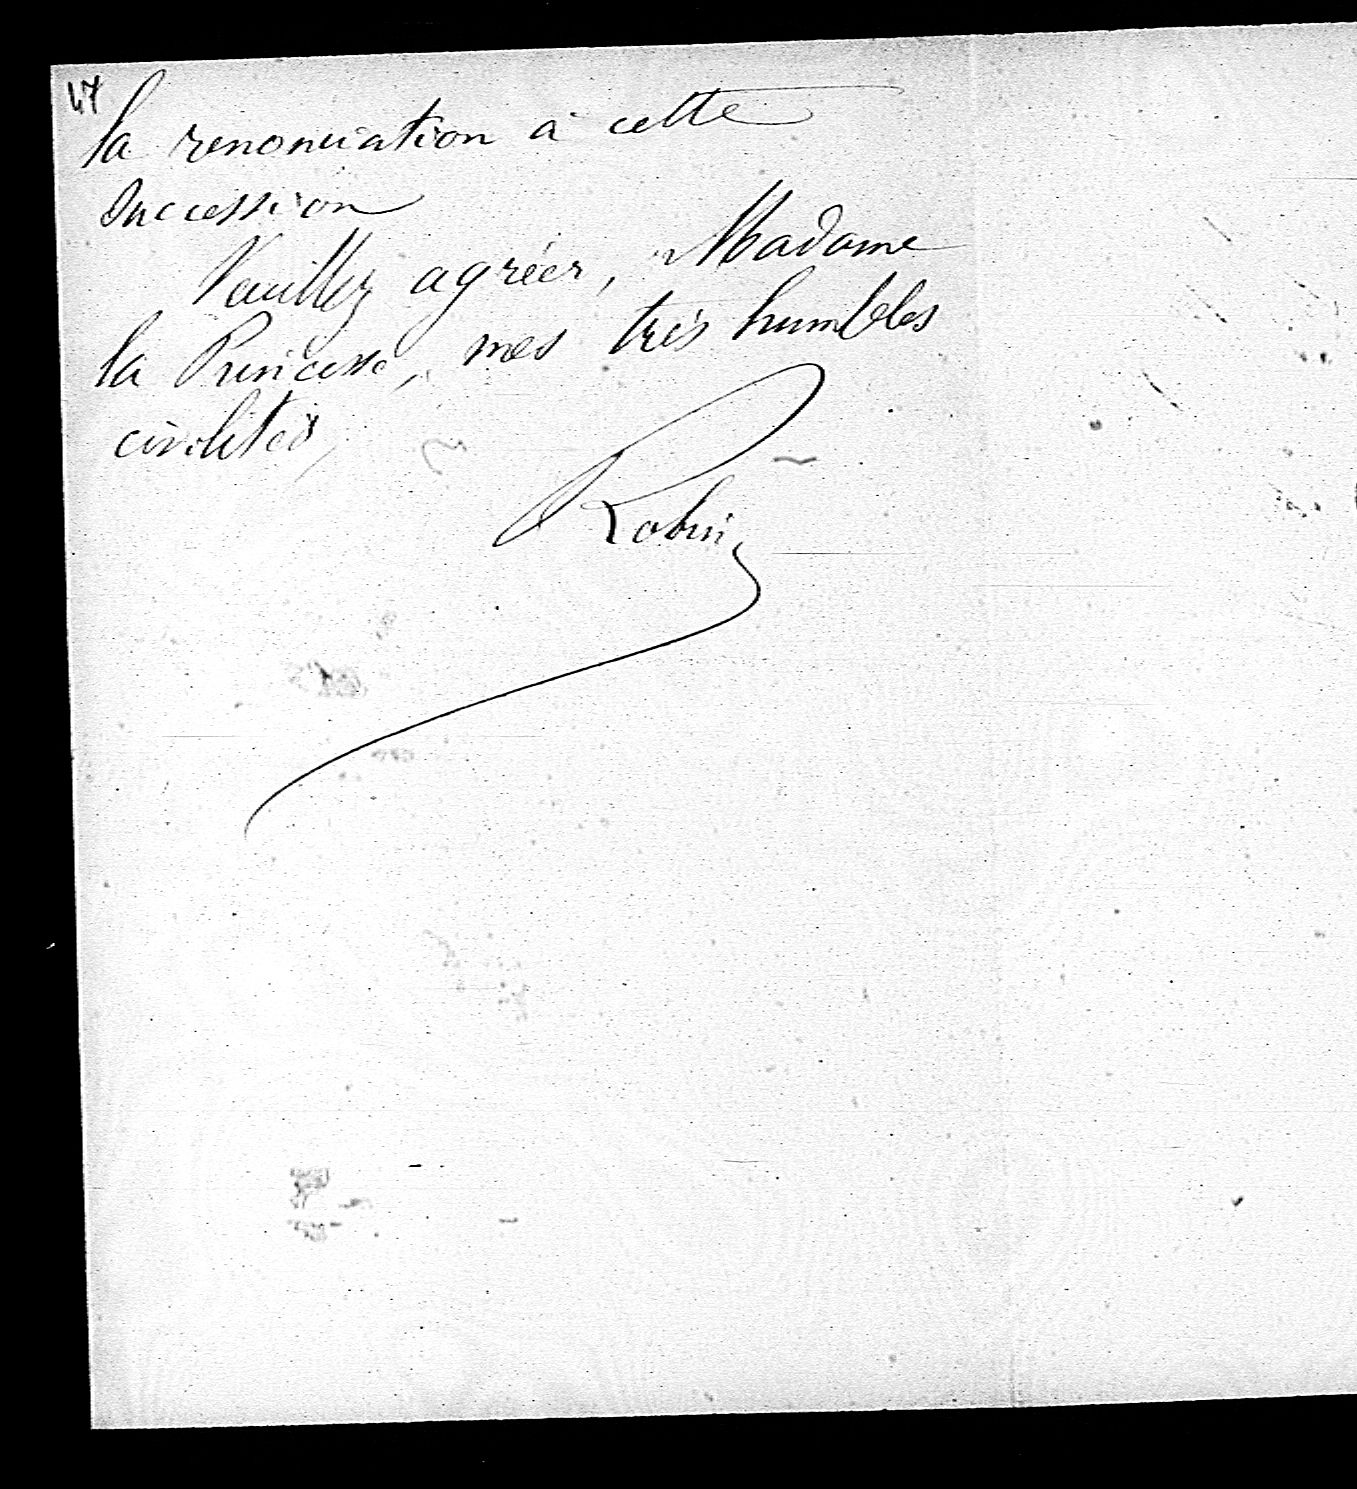 47
la renonciation à cette
succession
Veuillez agréer, Madame
la Princesse, mes très humbles
civilités,
Robin